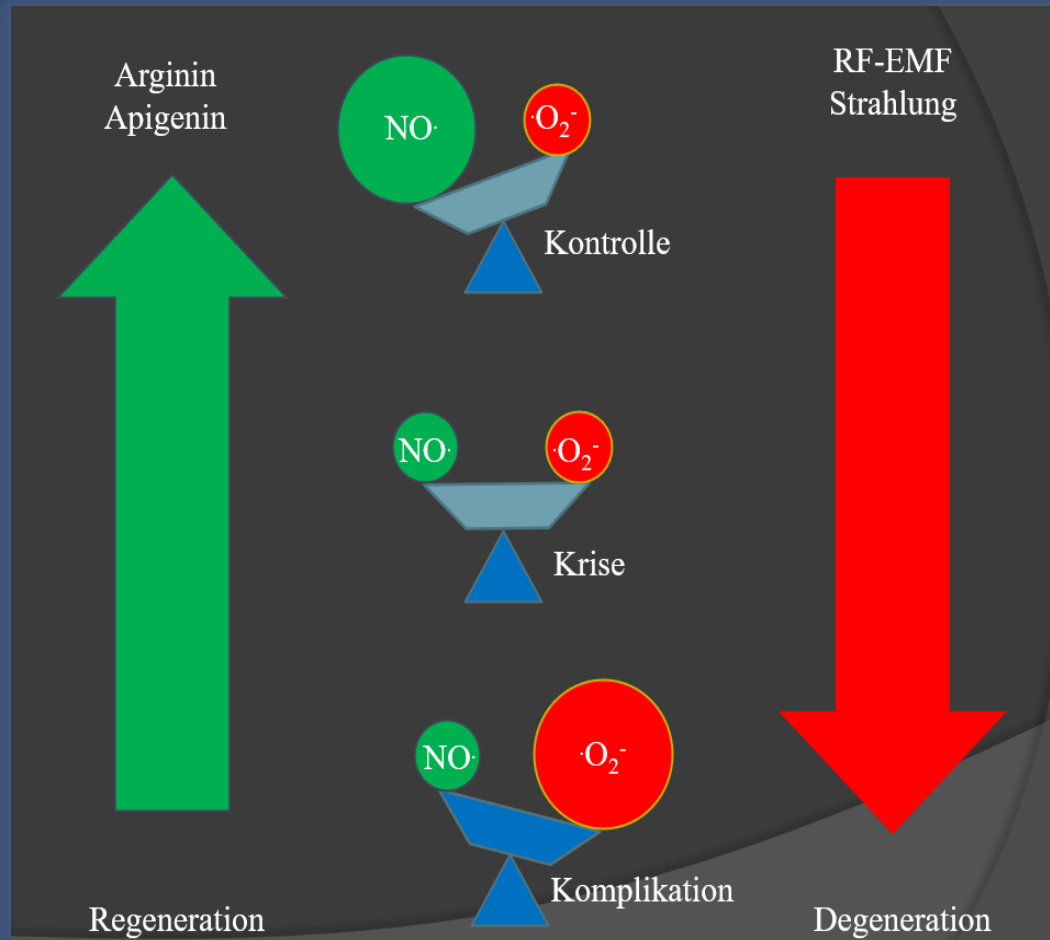 Arginin
Apigenin
NO·
·O₂⁻
RF-EMF
Strahlung
Kontrolle
NO·
·O₂⁻
Krise
NO·
·O₂⁻
Komplikation
Regeneration
Degeneration